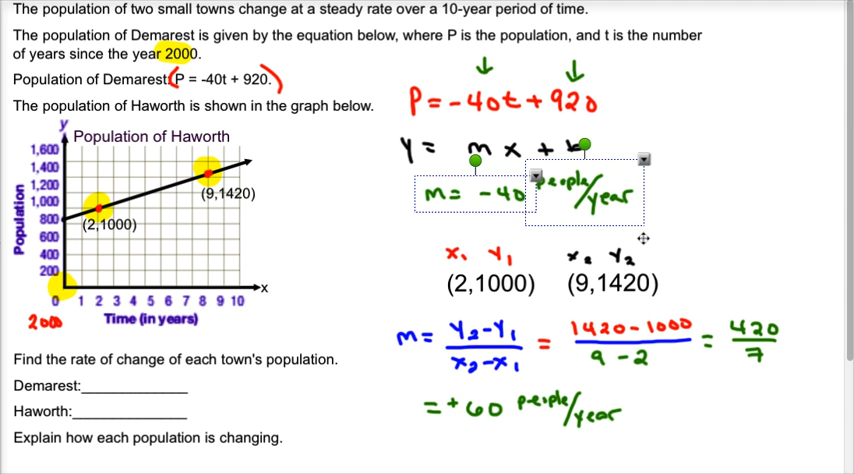 The population of two small towns change at a steady rate over a 10-year period of time.
The population of Demarest is given by the equation below, where P is the population, and t is the number
of years since the year 2000.
Population of Demarest:(P = -40t + 920.)
The population of Haworth is shown in the graph below.
P = -40t + 920
y = mx + b
m = -40 people/year
y
Population of Haworth
1,600
1,400
1,200
1,000
800
600
400
200
Population
(9,1420)
(2,1000)
x
0 1 2 3 4 5 6 7 8 9 10
2000
Time (in years)
x₁ y₁ x₂ y₂
(2,1000) (9,1420)
m = y₂-y₁ / x₂-x₁ = 1420-1000 / 9-2 = 420 / 7
= +60 people/year
Find the rate of change of each town's population.
Demarest:_______________
Haworth:_______________
Explain how each population is changing.